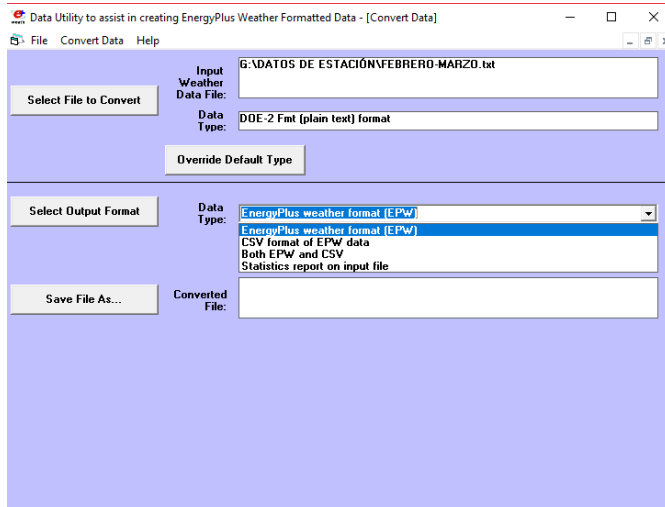 Data Utility to assist in creating EnergyPlus Weather Formatted Data - [Convert Data]
File Convert Data Help
Select File to Convert
Input Weather Data File:
G:\DATOS DE ESTACIÓN\FEBRERO-MARZO.txt
Data Type:
DOE-2 Fmt (plain text) format
Override Default Type
Select Output Format
Data Type:
EnergyPlus weather format (EPW)
EnergyPlus weather format (EPW)
CSV format of EPW data
Both EPW and CSV
Statistics report on input file
Save File As...
Converted File: